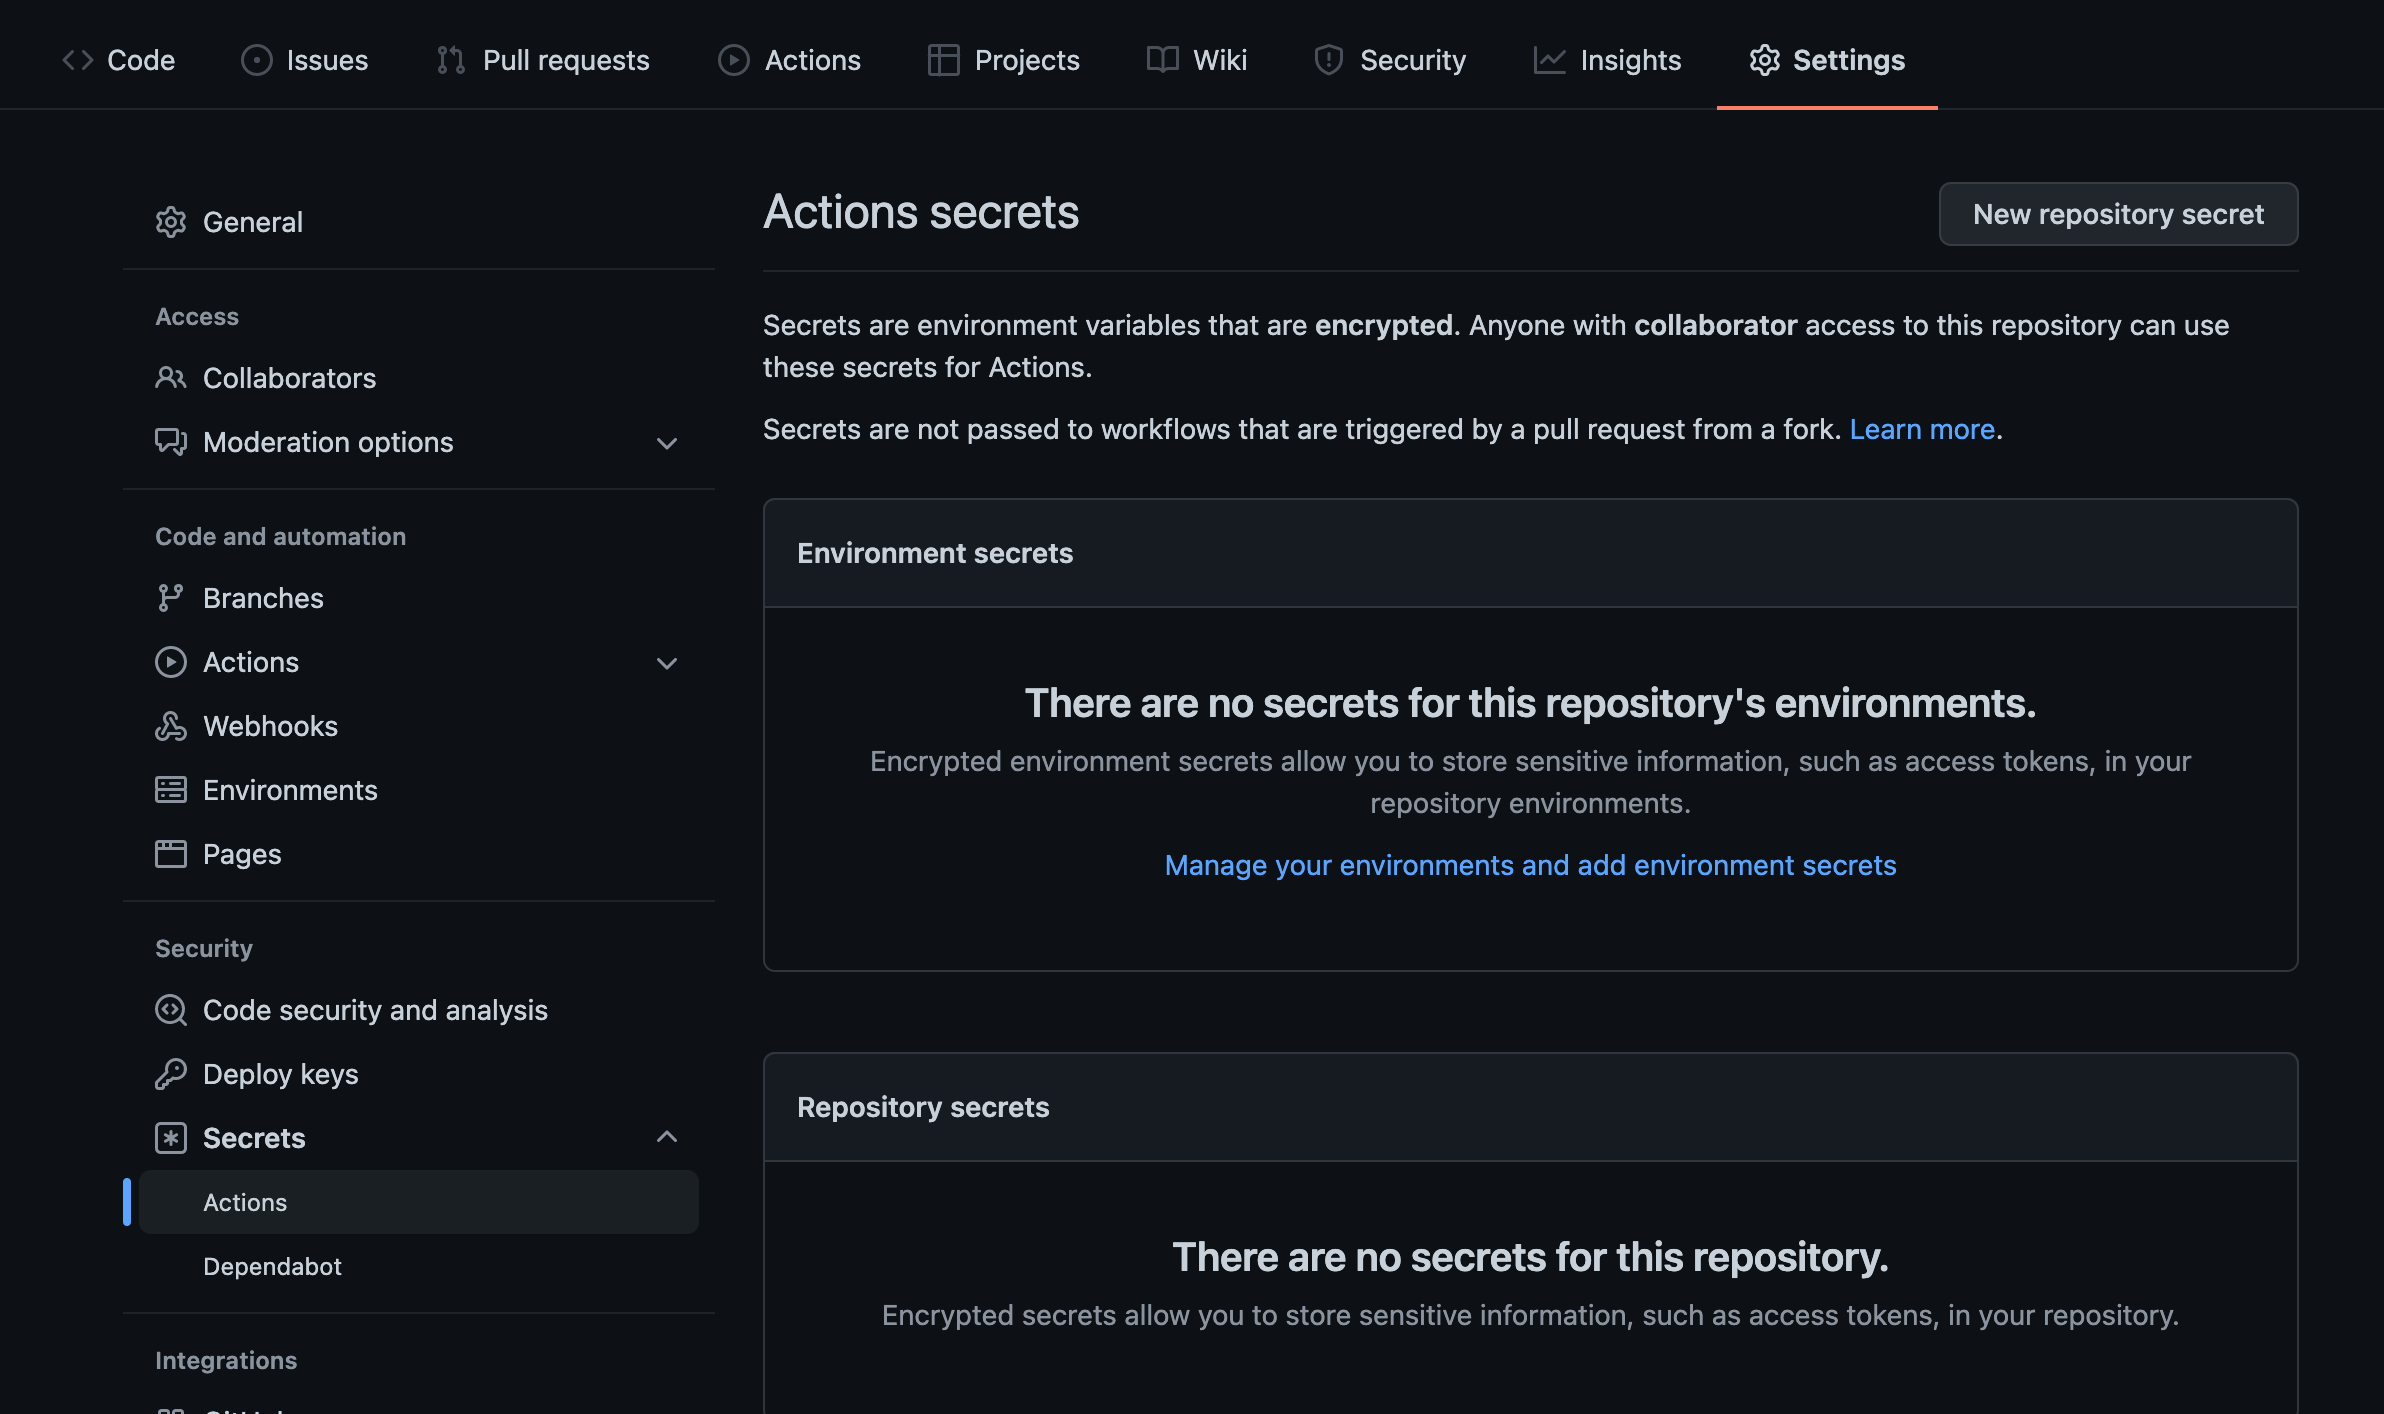 Code
Issues
Pull requests
Actions
Projects
Wiki
Security
Insights
Settings
General
Access
Collaborators
Moderation options
Code and automation
Branches
Actions
Webhooks
Environments
Pages
Security
Code security and analysis
Deploy keys
Secrets
Actions
Dependabot
Integrations
Actions secrets
New repository secret
Secrets are environment variables that are encrypted. Anyone with collaborator access to this repository can use
these secrets for Actions.
Secrets are not passed to workflows that are triggered by a pull request from a fork. Learn more.
Environment secrets
There are no secrets for this repository's environments.
Encrypted environment secrets allow you to store sensitive information, such as access tokens, in your
repository environments.
Manage your environments and add environment secrets
Repository secrets
There are no secrets for this repository.
Encrypted secrets allow you to store sensitive information, such as access tokens, in your repository.